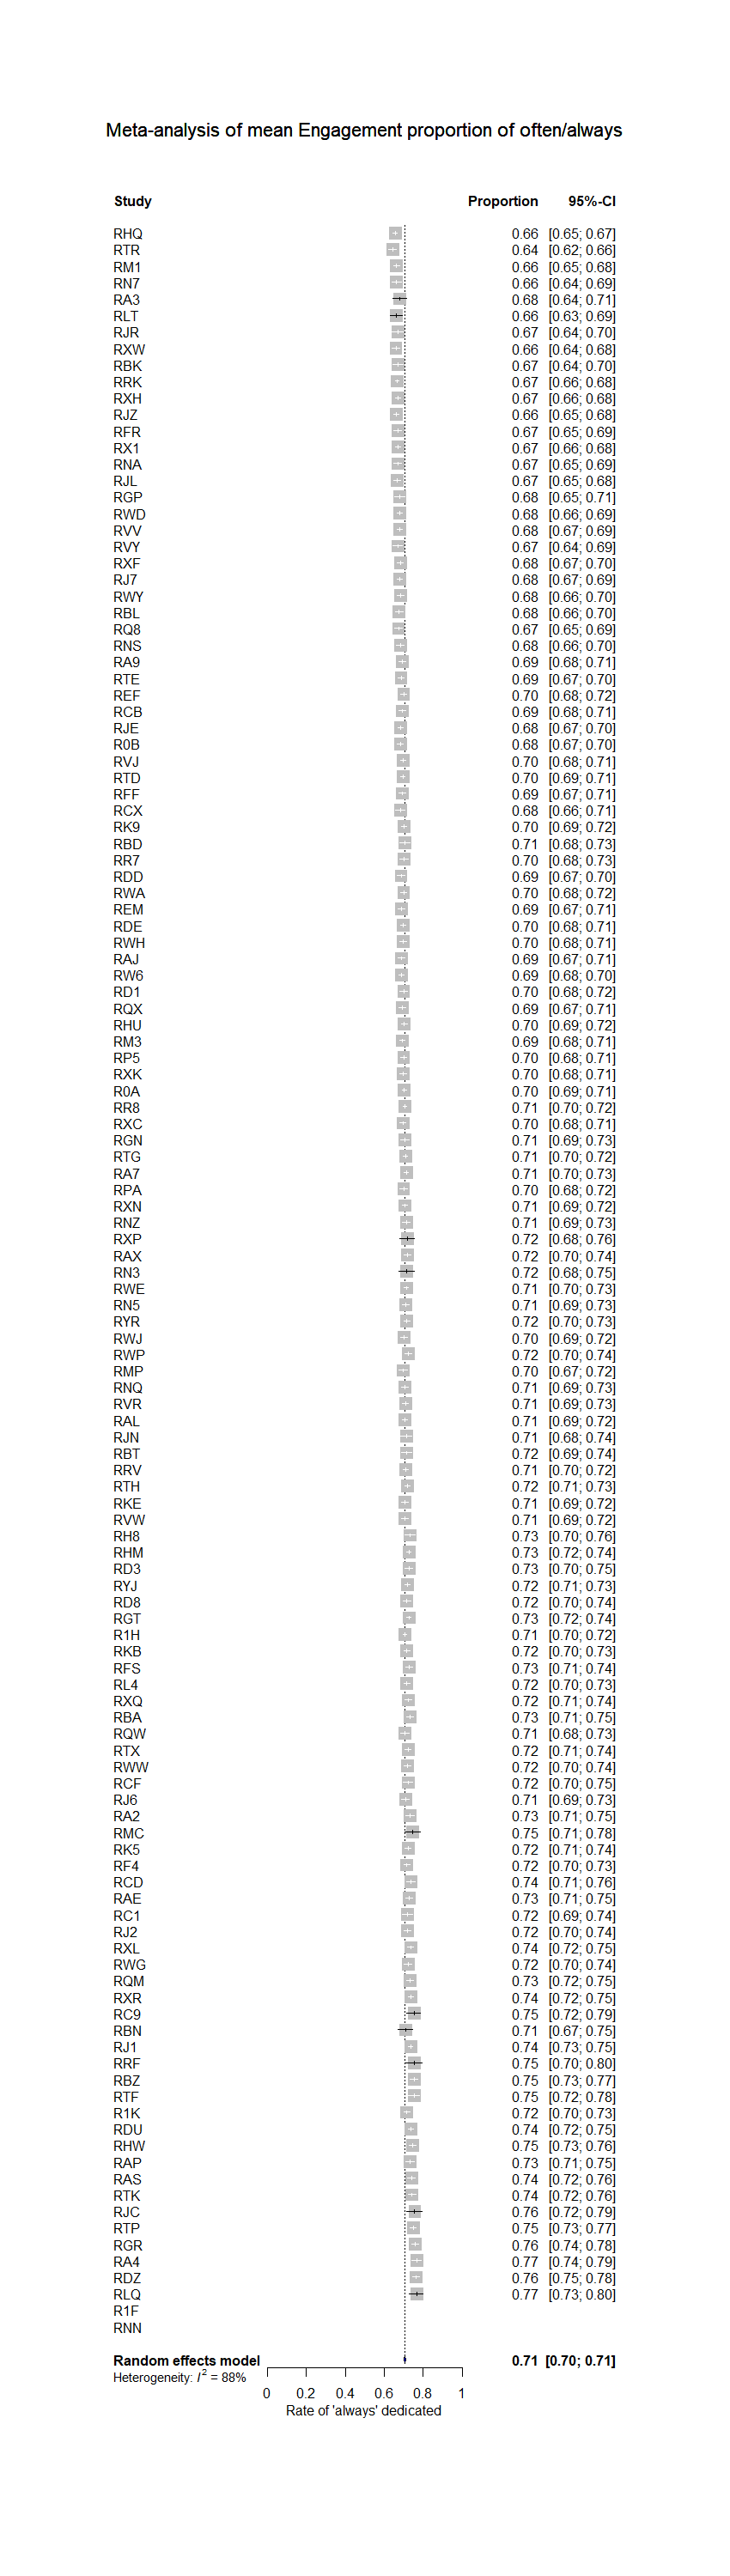 Meta-analysis of mean Engagement proportion of often/always
Study Proportion 95%-CI
RHQ 0.66 [0.65; 0.67]
RTR 0.64 [0.62; 0.66]
RM1 0.66 [0.65; 0.68]
RN7 0.66 [0.64; 0.69]
RA3 0.68 [0.64; 0.71]
RLT 0.66 [0.63; 0.69]
RJR 0.67 [0.64; 0.70]
RXW 0.66 [0.64; 0.68]
RBK 0.67 [0.64; 0.70]
RRK 0.67 [0.66; 0.68]
RXH 0.67 [0.66; 0.68]
RJZ 0.66 [0.65; 0.68]
RFR 0.67 [0.65; 0.69]
RX1 0.67 [0.66; 0.68]
RNA 0.67 [0.65; 0.69]
RJL 0.67 [0.65; 0.68]
RGP 0.68 [0.65; 0.71]
RWD 0.68 [0.66; 0.69]
RVV 0.68 [0.67; 0.69]
RVY 0.67 [0.64; 0.69]
RXF 0.68 [0.67; 0.70]
RJ7 0.68 [0.67; 0.69]
RWY 0.68 [0.66; 0.70]
RBL 0.68 [0.66; 0.70]
RQ8 0.67 [0.65; 0.69]
RNS 0.68 [0.66; 0.70]
RA9 0.69 [0.68; 0.71]
RTE 0.69 [0.67; 0.70]
REF 0.70 [0.68; 0.72]
RCB 0.69 [0.68; 0.71]
RJE 0.68 [0.67; 0.70]
R0B 0.68 [0.67; 0.70]
RVJ 0.70 [0.68; 0.71]
RTD 0.70 [0.69; 0.71]
RFF 0.69 [0.67; 0.71]
RCX 0.68 [0.66; 0.71]
RK9 0.70 [0.69; 0.72]
RBD 0.71 [0.68; 0.73]
RR7 0.70 [0.68; 0.73]
RDD 0.69 [0.67; 0.70]
RWA 0.70 [0.68; 0.72]
REM 0.69 [0.67; 0.71]
RDE 0.70 [0.68; 0.71]
RWH 0.70 [0.68; 0.71]
RAJ 0.69 [0.67; 0.71]
RW6 0.69 [0.68; 0.70]
RD1 0.70 [0.68; 0.72]
RQX 0.69 [0.67; 0.71]
RHU 0.70 [0.69; 0.72]
RM3 0.69 [0.68; 0.71]
RP5 0.70 [0.68; 0.71]
RXK 0.70 [0.68; 0.71]
R0A 0.70 [0.69; 0.71]
RR8 0.71 [0.70; 0.72]
RXC 0.70 [0.68; 0.71]
RGN 0.71 [0.69; 0.73]
RTG 0.71 [0.70; 0.72]
RA7 0.71 [0.70; 0.73]
RPA 0.70 [0.68; 0.72]
RXN 0.71 [0.69; 0.72]
RNZ 0.71 [0.69; 0.73]
RXP 0.72 [0.68; 0.76]
RAX 0.72 [0.70; 0.74]
RN3 0.72 [0.68; 0.75]
RWE 0.71 [0.70; 0.73]
RN5 0.71 [0.69; 0.73]
RYR 0.72 [0.70; 0.73]
RWJ 0.70 [0.69; 0.72]
RWP 0.72 [0.70; 0.74]
RMP 0.70 [0.67; 0.72]
RNQ 0.71 [0.69; 0.73]
RVR 0.71 [0.69; 0.73]
RAL 0.71 [0.69; 0.72]
RJN 0.71 [0.68; 0.74]
RBT 0.72 [0.69; 0.74]
RRV 0.71 [0.70; 0.72]
RTH 0.72 [0.71; 0.73]
RKE 0.71 [0.69; 0.72]
RVW 0.71 [0.69; 0.72]
RH8 0.73 [0.70; 0.76]
RHM 0.73 [0.72; 0.74]
RD3 0.73 [0.70; 0.75]
RYJ 0.72 [0.71; 0.73]
RD8 0.72 [0.70; 0.74]
RGT 0.73 [0.72; 0.74]
R1H 0.71 [0.70; 0.72]
RKB 0.72 [0.70; 0.73]
RFS 0.73 [0.71; 0.74]
RL4 0.72 [0.70; 0.73]
RXQ 0.72 [0.71; 0.74]
RBA 0.73 [0.71; 0.75]
RQW 0.71 [0.68; 0.73]
RTX 0.72 [0.71; 0.74]
RWW 0.72 [0.70; 0.74]
RCF 0.72 [0.70; 0.75]
RJ6 0.71 [0.69; 0.73]
RA2 0.73 [0.71; 0.75]
RMC 0.75 [0.71; 0.78]
RK5 0.72 [0.71; 0.74]
RF4 0.72 [0.70; 0.73]
RCD 0.74 [0.71; 0.76]
RAE 0.73 [0.71; 0.75]
RC1 0.72 [0.69; 0.74]
RJ2 0.72 [0.70; 0.74]
RXL 0.74 [0.72; 0.75]
RWG 0.72 [0.70; 0.74]
RQM 0.73 [0.72; 0.75]
RXR 0.74 [0.72; 0.75]
RC9 0.75 [0.72; 0.79]
RBN 0.71 [0.67; 0.75]
RJ1 0.74 [0.73; 0.75]
RRF 0.75 [0.70; 0.80]
RBZ 0.75 [0.73; 0.77]
RTF 0.75 [0.72; 0.78]
R1K 0.72 [0.70; 0.73]
RDU 0.74 [0.72; 0.75]
RHW 0.75 [0.73; 0.76]
RAP 0.73 [0.71; 0.75]
RAS 0.74 [0.72; 0.76]
RTK 0.74 [0.72; 0.76]
RJC 0.76 [0.72; 0.79]
RTP 0.75 [0.73; 0.77]
RGR 0.76 [0.74; 0.78]
RA4 0.77 [0.74; 0.79]
RDZ 0.76 [0.75; 0.78]
RLQ 0.77 [0.73; 0.80]
R1F
RNN
Random effects model 0.71 [0.70; 0.71]
Heterogeneity: I² = 88%
0 0.2 0.4 0.6 0.8 1
Rate of 'always' dedicated